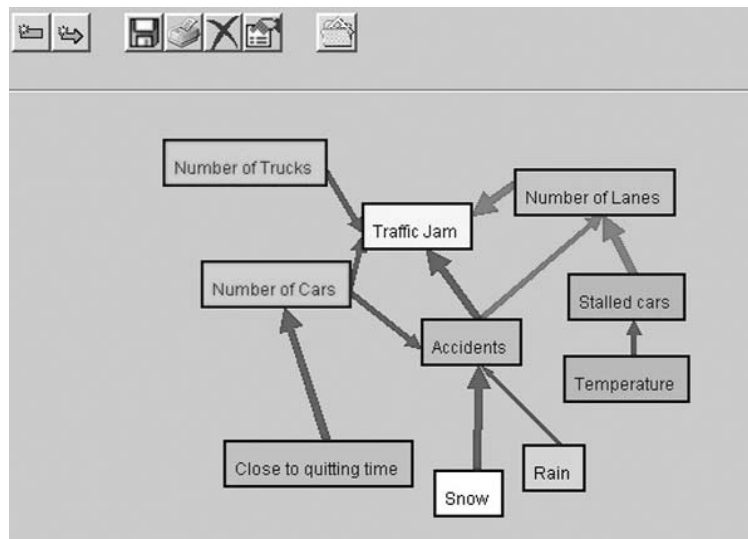 Number of Trucks
Number of Lanes
Traffic Jam
Number of Cars
Stalled cars
Accidents
Temperature
Close to quitting time
Rain
Snow